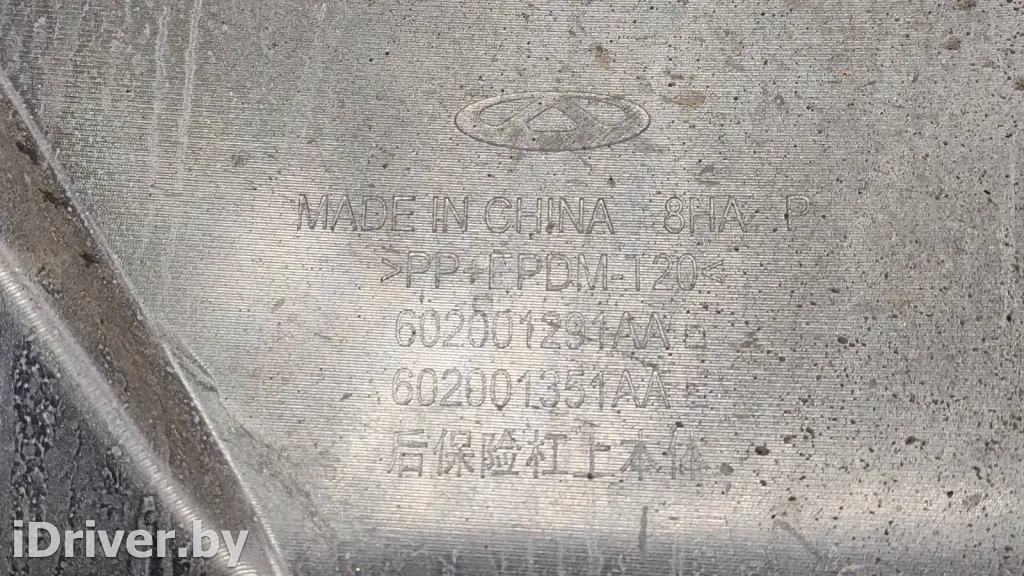 MADE IN CHINA 8HA P
>PP+EPDM-T20<
602001291AA
602001351AA
后保险杠上本体
iDriver.by